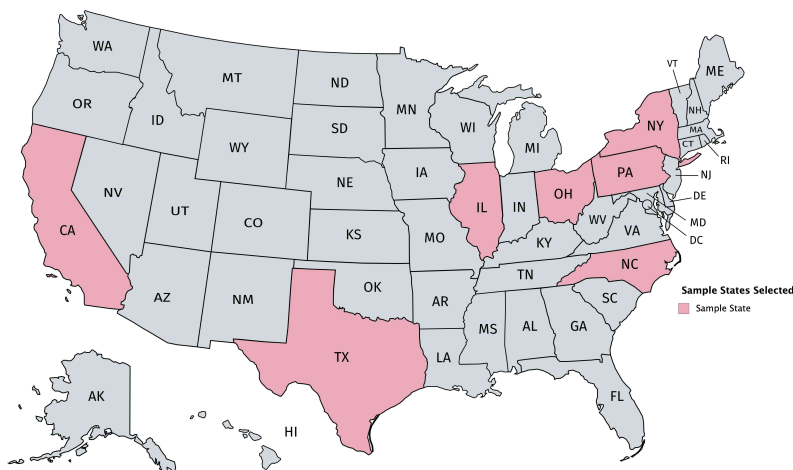 WA
MT
ND
MN
VT
ME
OR
ID
SD
WI
MI
NY
NH
MA
CT
RI
WY
IA
NE
PA
NJ
NV
UT
CO
IL
IN
OH
DE
MD
DC
CA
KS
MO
KY
WV
VA
AZ
NM
OK
AR
TN
NC
SC
TX
LA
MS
AL
GA
FL
AK
HI
Sample States Selected
Sample State